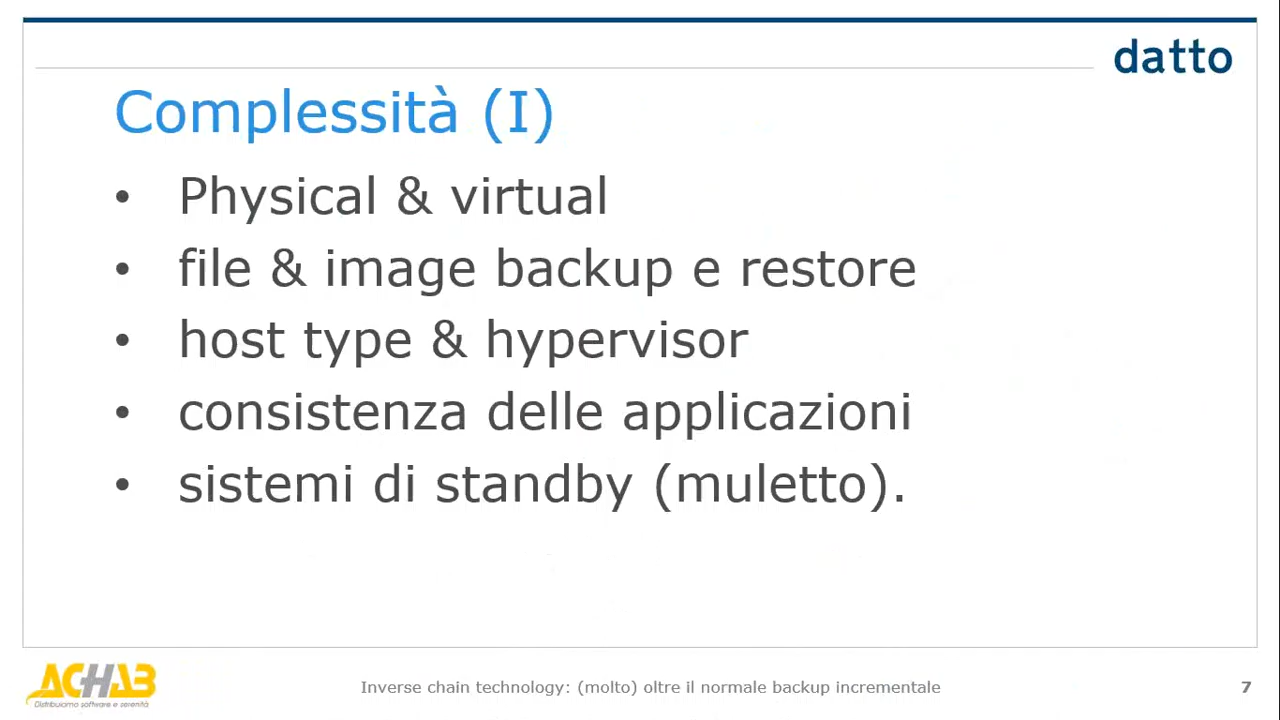 datto
Complessità (I)
• Physical & virtual
• file & image backup e restore
• host type & hypervisor
• consistenza delle applicazioni
• sistemi di standby (muletto).
ACHAB
Distribuiamo software e serenità
Inverse chain technology: (molto) oltre il normale backup incrementale
7